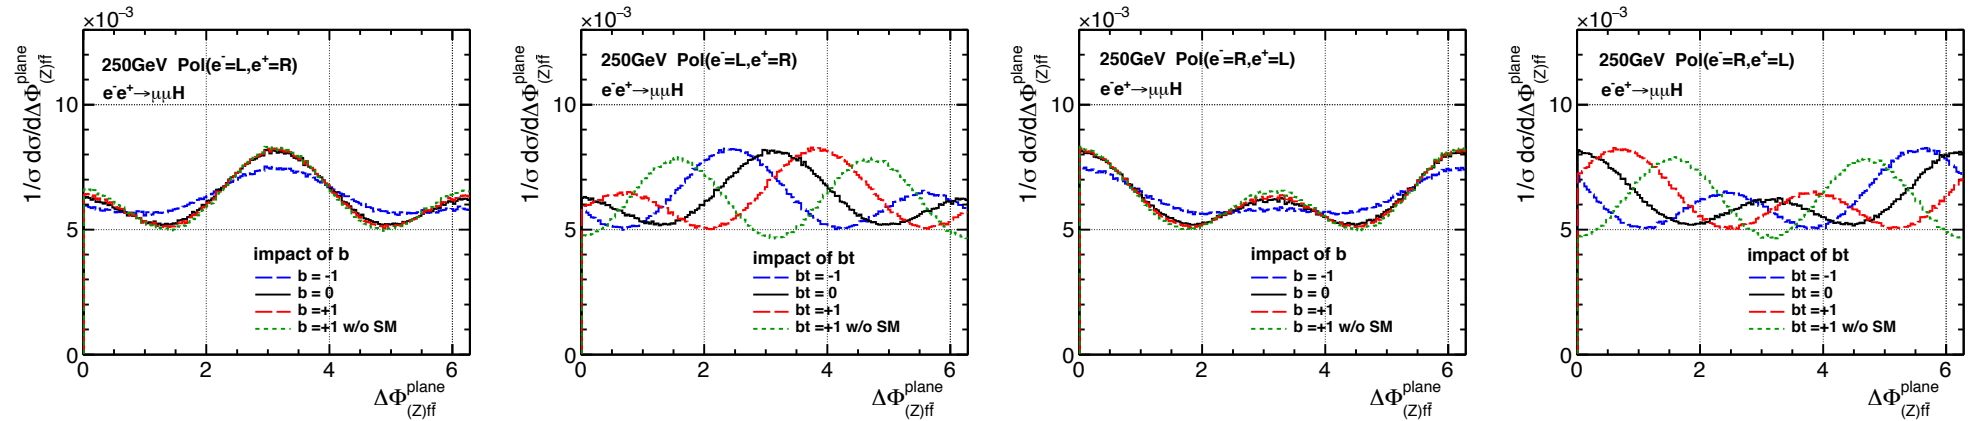 ×10⁻³
1/σ dσ/dΔΦ^plane_(Z)ff̄
250GeV Pol(e⁻=L,e⁺=R)
e⁻e⁺→μμH
10
5
0
impact of b
b = -1
b = 0
b =+1
b =+1 w/o SM
0 2 4 6
ΔΦ^plane_(Z)ff̄
×10⁻³
1/σ dσ/dΔΦ^plane_(Z)ff̄
250GeV Pol(e⁻=L,e⁺=R)
e⁻e⁺→μμH
10
5
0
impact of bt
bt = -1
bt = 0
bt =+1
bt =+1 w/o SM
0 2 4 6
ΔΦ^plane_(Z)ff̄
×10⁻³
1/σ dσ/dΔΦ^plane_(Z)ff̄
250GeV Pol(e⁻=R,e⁺=L)
e⁻e⁺→μμH
10
5
0
impact of b
b = -1
b = 0
b =+1
b =+1 w/o SM
0 2 4 6
ΔΦ^plane_(Z)ff̄
×10⁻³
1/σ dσ/dΔΦ^plane_(Z)ff̄
250GeV Pol(e⁻=R,e⁺=L)
e⁻e⁺→μμH
10
5
0
impact of bt
bt = -1
bt = 0
bt =+1
bt =+1 w/o SM
0 2 4 6
ΔΦ^plane_(Z)ff̄